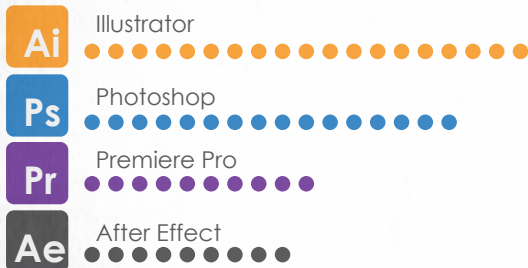 Illustrator
Ai
Photoshop
Ps
Premiere Pro
Pr
After Effect
Ae